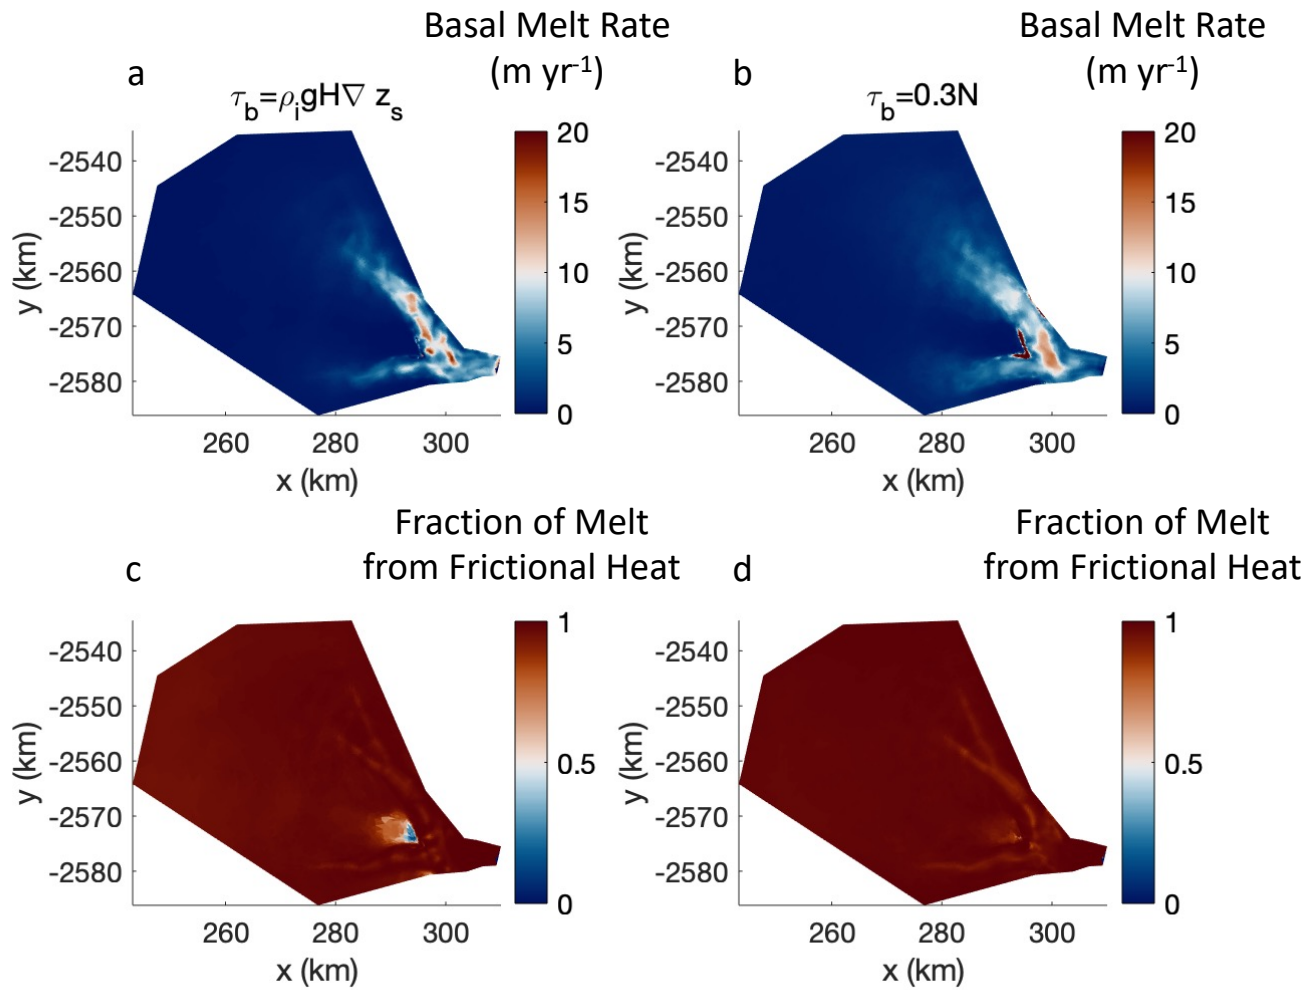 Basal Melt Rate
(m yr-1)
a
τb=ρigH∇ zs
20
15
10
5
0
-2540
-2550
-2560
-2570
-2580
y (km)
260
280
300
x (km)
Basal Melt Rate
(m yr-1)
b
τb=0.3N
20
15
10
5
0
-2540
-2550
-2560
-2570
-2580
y (km)
260
280
300
x (km)
Fraction of Melt
from Frictional Heat
c
1
0.5
0
-2540
-2550
-2560
-2570
-2580
y (km)
260
280
300
x (km)
Fraction of Melt
from Frictional Heat
d
1
0.5
0
-2540
-2550
-2560
-2570
-2580
y (km)
260
280
300
x (km)